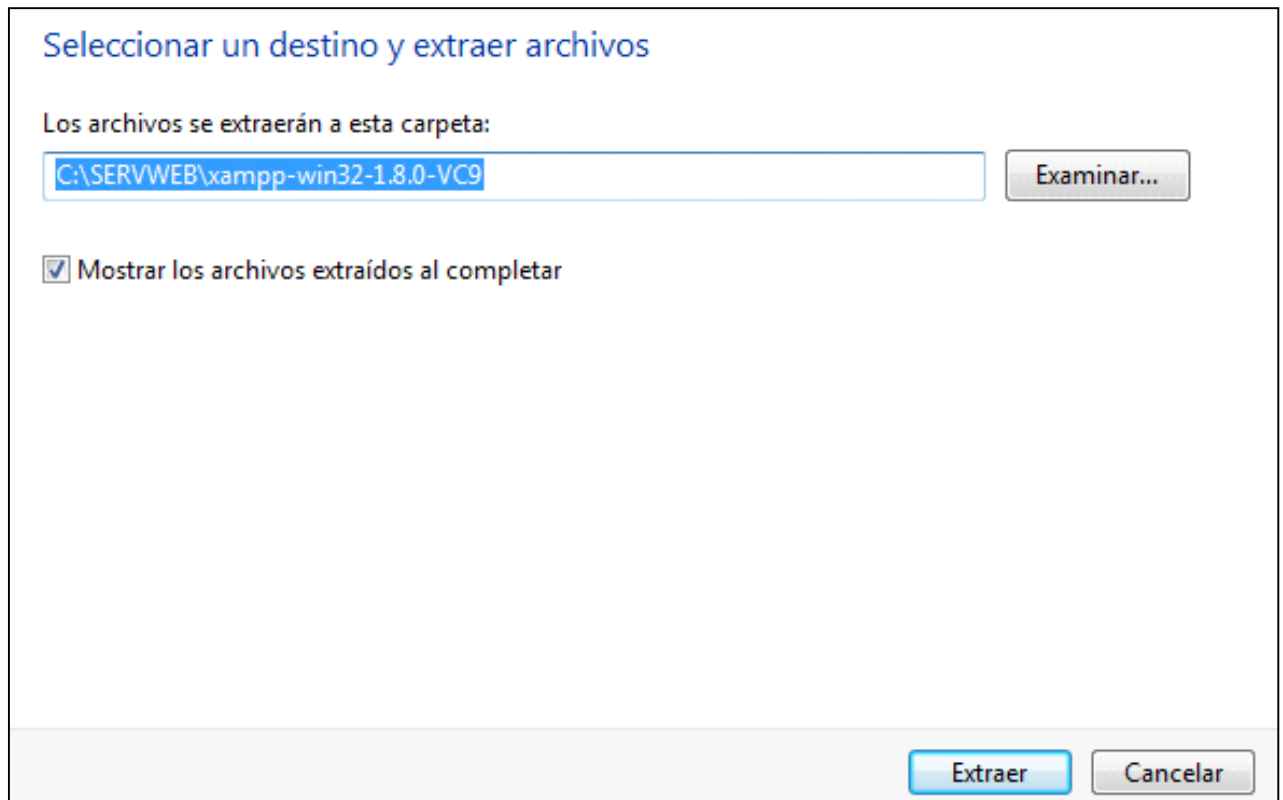 Seleccionar un destino y extraer archivos
Los archivos se extraerán a esta carpeta:
C:\SERVWEB\xampp-win32-1.8.0-VC9
Examinar...
Mostrar los archivos extraídos al completar
Extraer
Cancelar